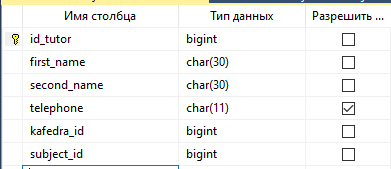 Имя столбца Тип данных Разрешить ...
id_tutor bigint
first_name char(30)
second_name char(30)
telephone char(11)
kafedra_id bigint
subject_id bigint